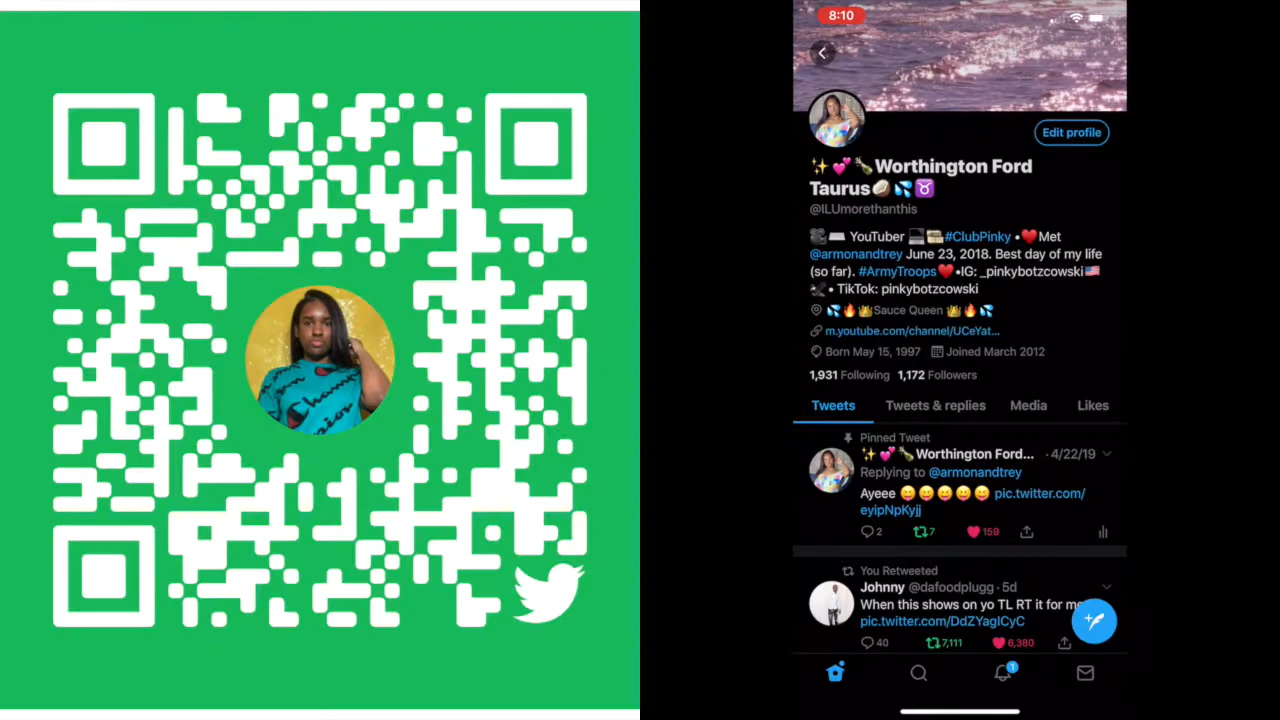 8:10
Edit profile
✨💕🍾Worthington Ford
Taurus🥥💦♉
@ILUmorethanthis
🎥⌨ YouTuber 💻📼#ClubPinky •❤Met
@armonandtrey June 23, 2018. Best day of my life
(so far). #ArmyTroops❤•IG: _pinkybotzcowski🇺🇸
• TikTok: pinkybotzcowski
💦🔥👑Sauce Queen 👑🔥💦
m.youtube.com/channel/UCeYat...
Born May 15, 1997 Joined March 2012
1,931 Following 1,172 Followers
Tweets Tweets & replies Media Likes
Pinned Tweet
✨💕🍾Worthington Ford... · 4/22/19
Replying to @armonandtrey
Ayeee 😛😛😛😛😛 pic.twitter.com/
eyipNpKyjj
2 7 159
You Retweeted
Johnny @dafoodplugg · 5d
When this shows on yo TL RT it for me
pic.twitter.com/DdZYagICyC
40 7,111 6,380
1